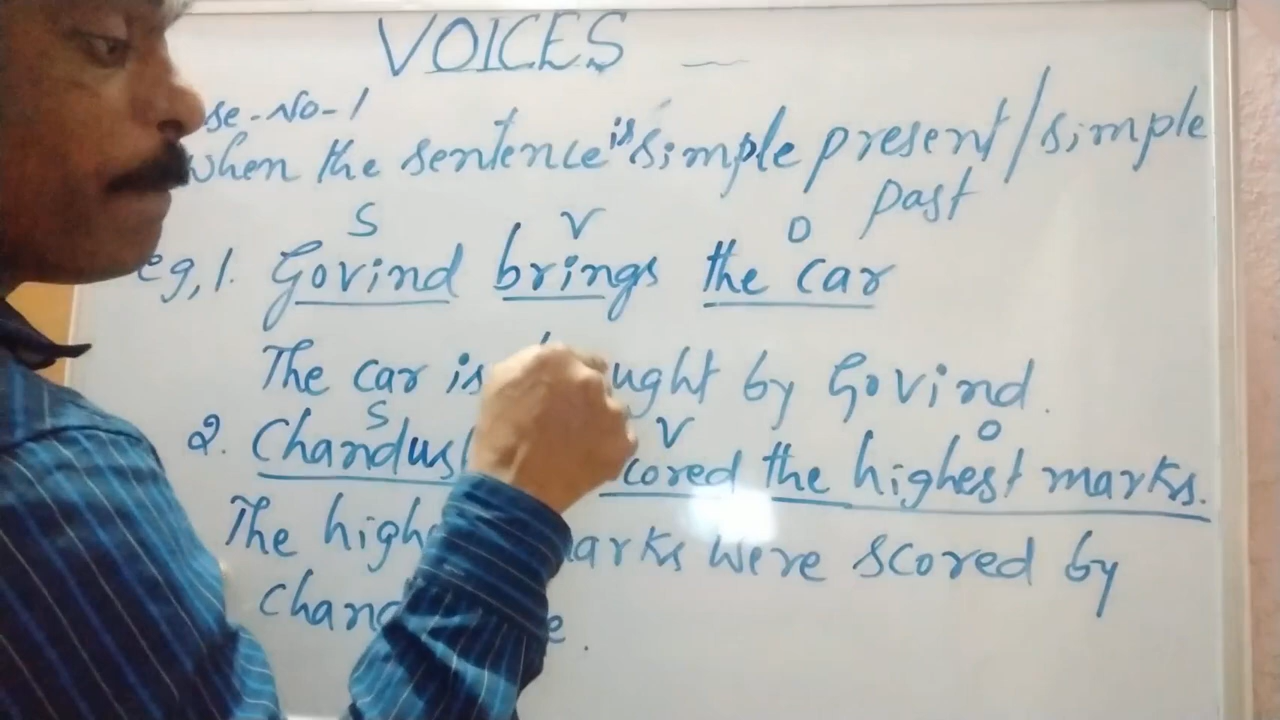 VOICES
se-No-1
when the sentence is simple present/simple
past
S V O
eg,1. Govind brings the car
The car is ught by Govind.
S V O
2. Chandus cored the highest marks.
The high arks were scored by
Chand e.